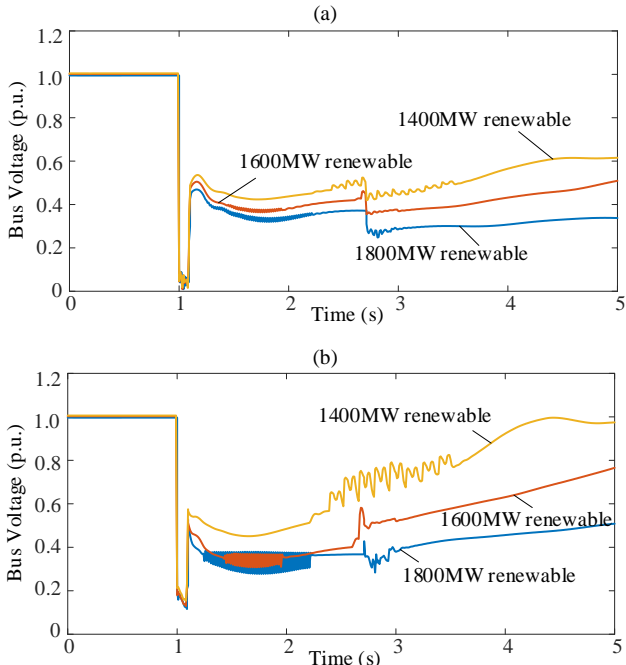 (a)
1.2
1.0
0.8
0.6
0.4
0.2
0
Bus Voltage (p.u.)
1400MW renewable
1600MW renewable
1800MW renewable
0 1 2 3 4 5
Time (s)
(b)
1.2
1.0
0.8
0.6
0.4
0.2
0.0
Bus Voltage (p.u.)
1400MW renewable
1600MW renewable
1800MW renewable
0 1 2 3 4 5
Time (s)